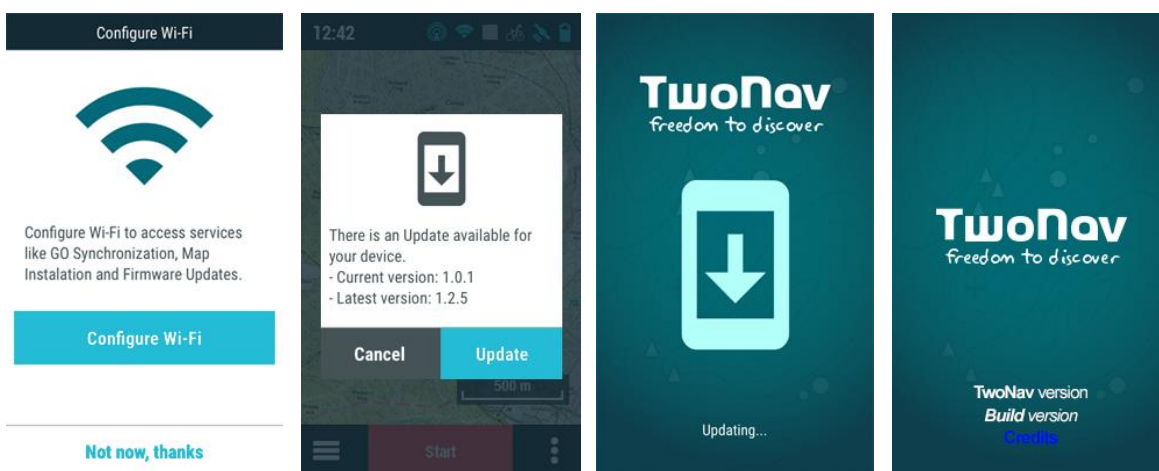 Configure Wi-Fi
Configure Wi-Fi to access services
like GO Synchronization, Map
Instalation and Firmware Updates.
Configure Wi-Fi
Not now, thanks
12:42
There is an Update available for
your device.
- Current version: 1.0.1
- Latest version: 1.2.5
Cancel
Update
500 m
Start
TwoNav
freedom to discover
Updating...
TwoNav
freedom to discover
TwoNav version
Build version
Credits